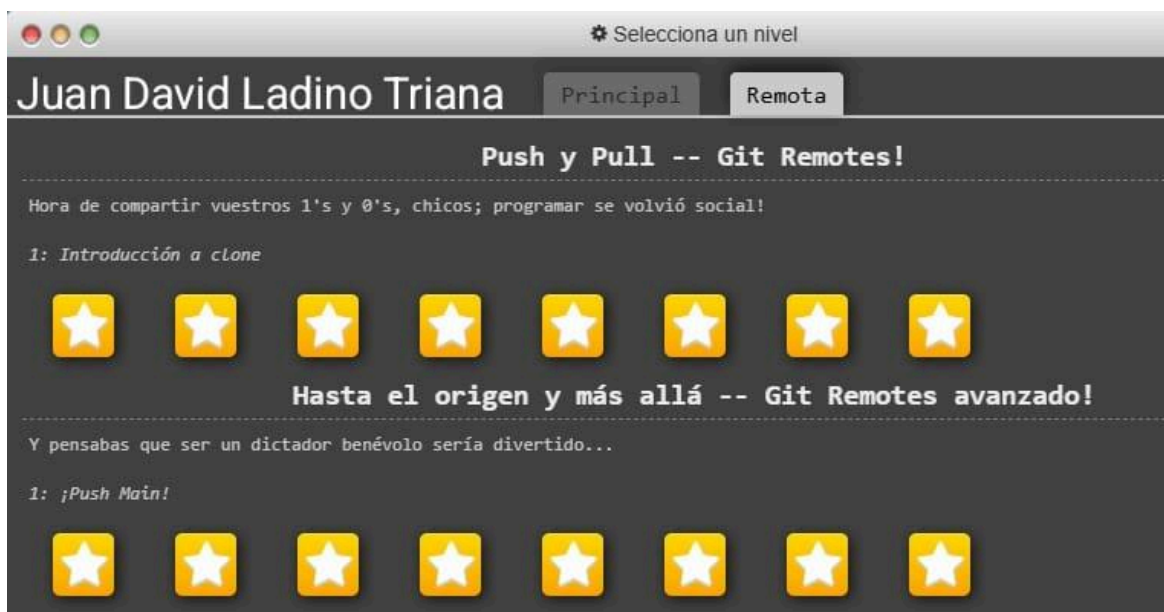 Selecciona un nivel
Juan David Ladino Triana Principal Remota
Push y Pull -- Git Remotes!
Hora de compartir vuestros 1's y 0's, chicos; programar se volvió social!
1: Introducción a clone
Hasta el origen y más allá -- Git Remotes avanzado!
Y pensabas que ser un dictador benévolo sería divertido...
1: ¡Push Main!